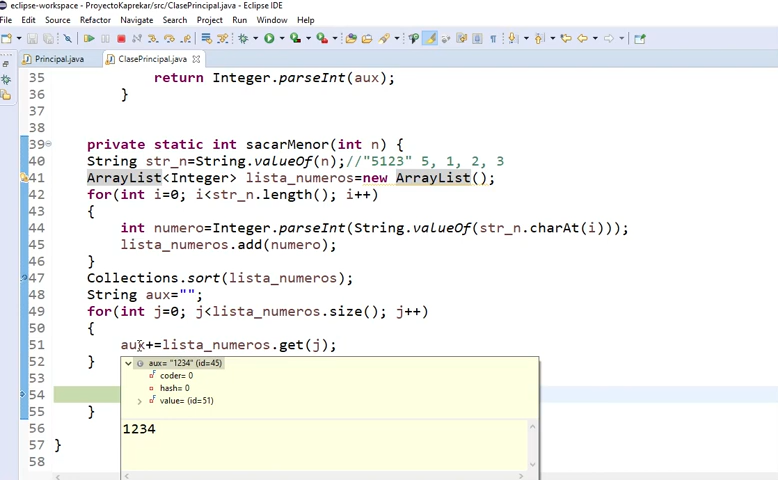 eclipse-workspace - ProyectoKaprekar/src/ClasePrincipal.java - Eclipse IDE
File Edit Source Refactor Navigate Search Project Run Window Help
Principal.java ClasePrincipal.java
35 return Integer.parseInt(aux);
36 }
37
38
39 private static int sacarMenor(int n) {
40 String str_n=String.valueOf(n);//"5123" 5, 1, 2, 3
41 ArrayList<Integer> lista_numeros=new ArrayList();
42 for(int i=0; i<str_n.length(); i++)
43 {
44 int numero=Integer.parseInt(String.valueOf(str_n.charAt(i)));
45 lista_numeros.add(numero);
46 }
47 Collections.sort(lista_numeros);
48 String aux="";
49 for(int j=0; j<lista_numeros.size(); j++)
50 {
51 aux+=lista_numeros.get(j);
52 }
aux= "1234" (id=45)
53 coder= 0
hash= 0
54 value= (id=51)
55 }
56 1234
57 }
58